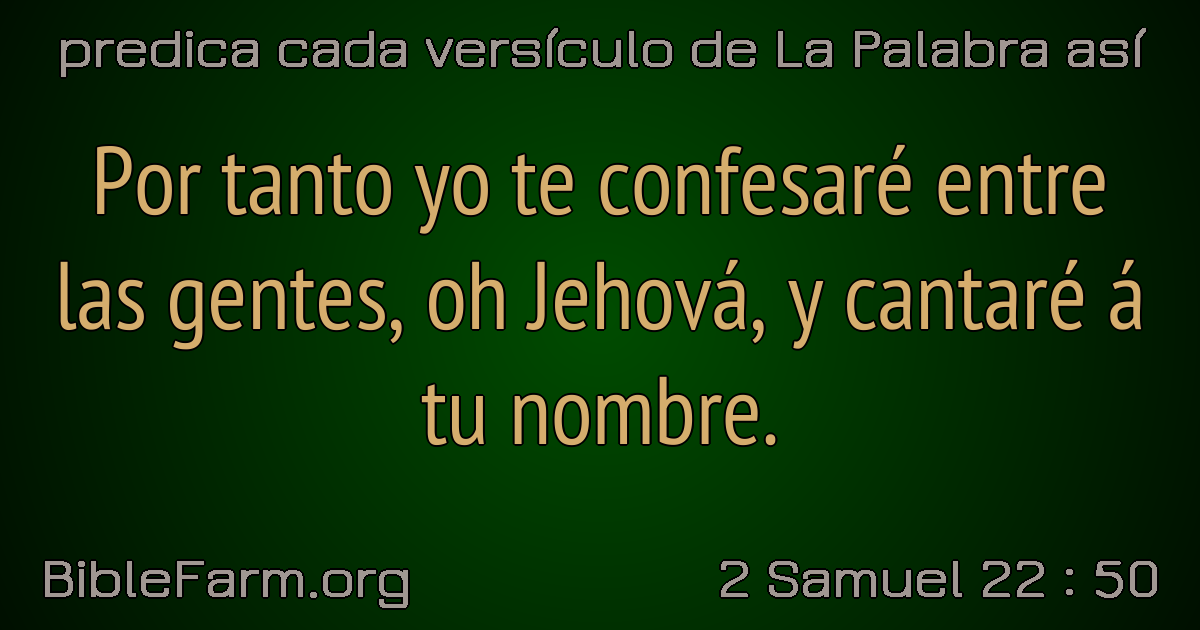 predica cada versículo de La Palabra así
Por tanto yo te confesaré entre
las gentes, oh Jehová, y cantaré á
tu nombre.
BibleFarm.org
2 Samuel 22 : 50